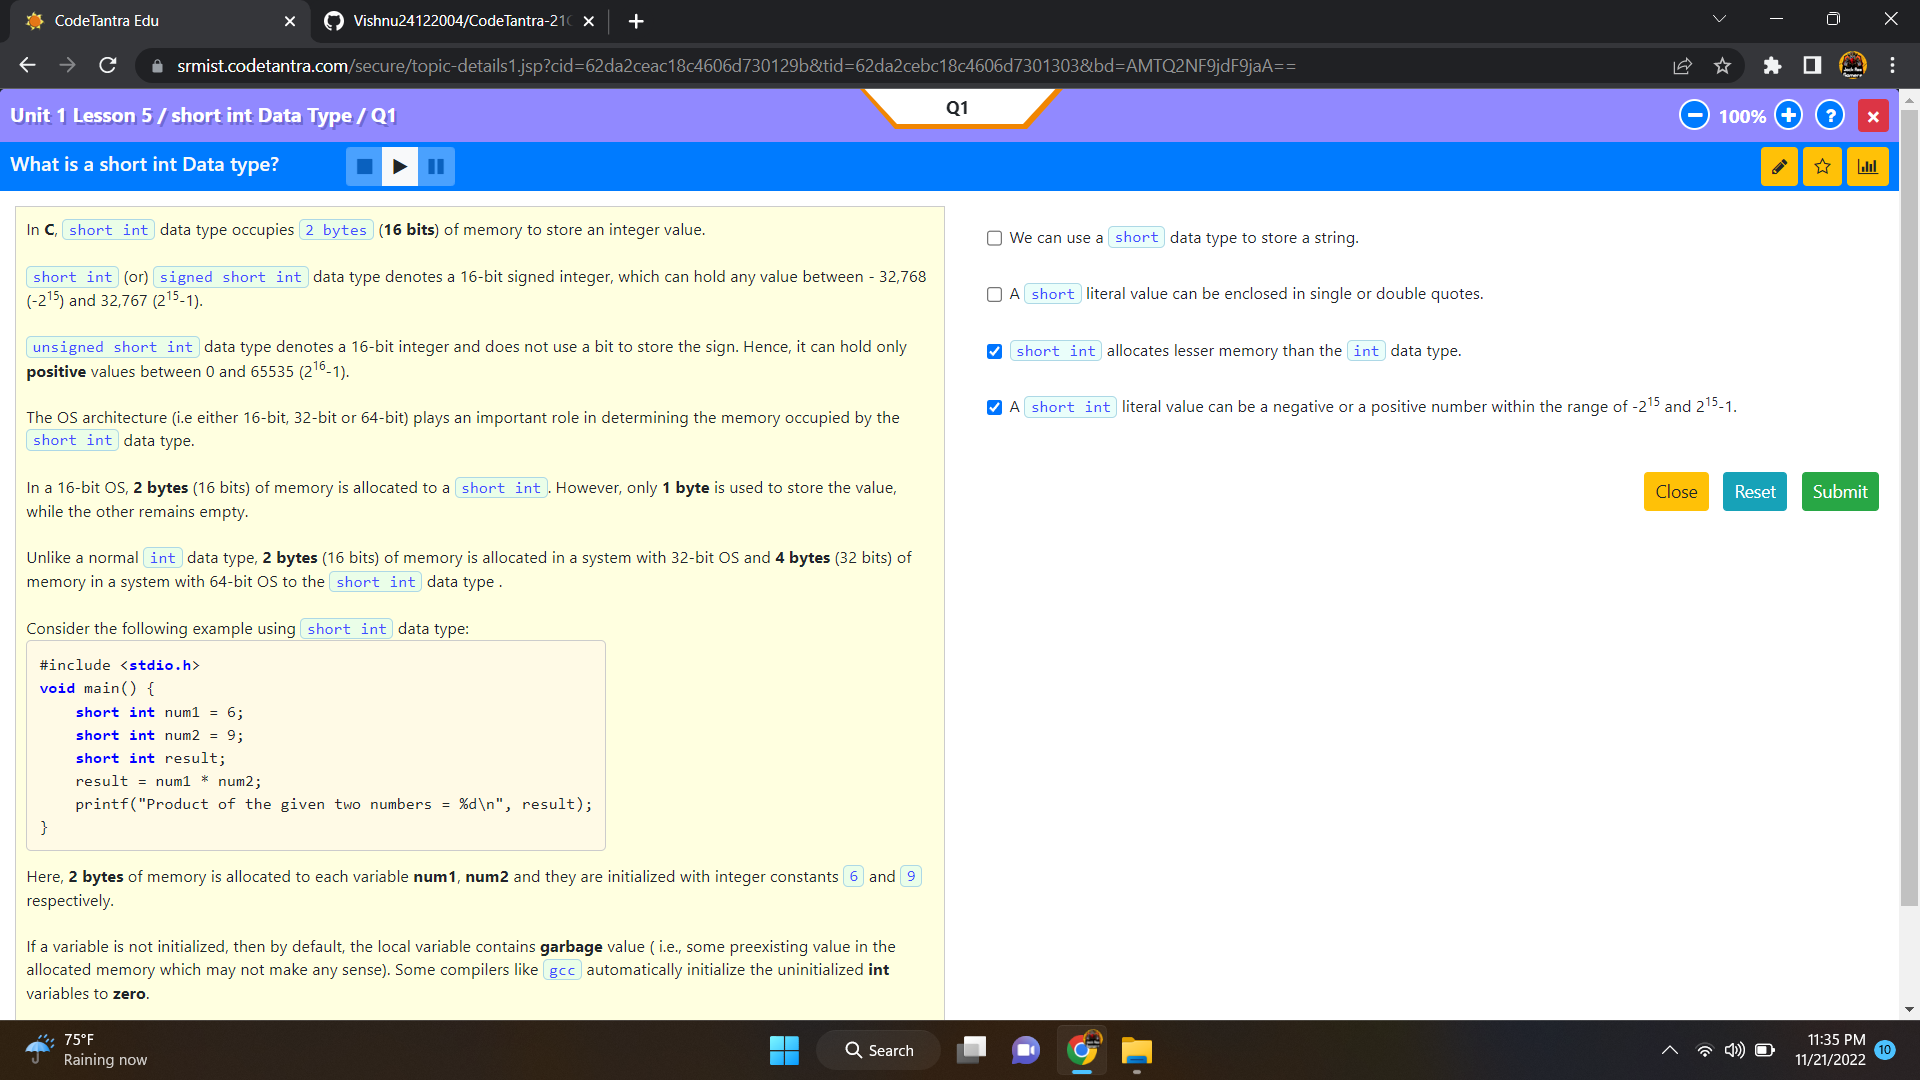 CodeTantra Edu
Vishnu24122004/CodeTantra-21
srmist.codetantra.com/secure/topic-details1.jsp?cid=62da2ceac18c4606d730129b&tid=62da2cebc18c4606d7301303&bd=AMTQ2NF9jdF9jaA==
Unit 1 Lesson 5 / short int Data Type / Q1
Q1
100%
?
What is a short int Data type?
In C, short int data type occupies 2 bytes (16 bits) of memory to store an integer value.
short int (or) signed short int data type denotes a 16-bit signed integer, which can hold any value between - 32,768
(-2^15) and 32,767 (2^15-1).
unsigned short int data type denotes a 16-bit integer and does not use a bit to store the sign. Hence, it can hold only
positive values between 0 and 65535 (2^16-1).
The OS architecture (i.e either 16-bit, 32-bit or 64-bit) plays an important role in determining the memory occupied by the
short int data type.
In a 16-bit OS, 2 bytes (16 bits) of memory is allocated to a short int. However, only 1 byte is used to store the value,
while the other remains empty.
Unlike a normal int data type, 2 bytes (16 bits) of memory is allocated in a system with 32-bit OS and 4 bytes (32 bits) of
memory in a system with 64-bit OS to the short int data type .
Consider the following example using short int data type:
#include <stdio.h>
void main() {
    short int num1 = 6;
    short int num2 = 9;
    short int result;
    result = num1 * num2;
    printf("Product of the given two numbers = %d\n", result);
}
Here, 2 bytes of memory is allocated to each variable num1, num2 and they are initialized with integer constants 6 and 9
respectively.
If a variable is not initialized, then by default, the local variable contains garbage value ( i.e., some preexisting value in the
allocated memory which may not make any sense). Some compilers like gcc automatically initialize the uninitialized int
variables to zero.
We can use a short data type to store a string.
A short literal value can be enclosed in single or double quotes.
short int allocates lesser memory than the int data type.
A short int literal value can be a negative or a positive number within the range of -2^15 and 2^15-1.
Close
Reset
Submit
75°F
Raining now
Search
11:35 PM
11/21/2022
10